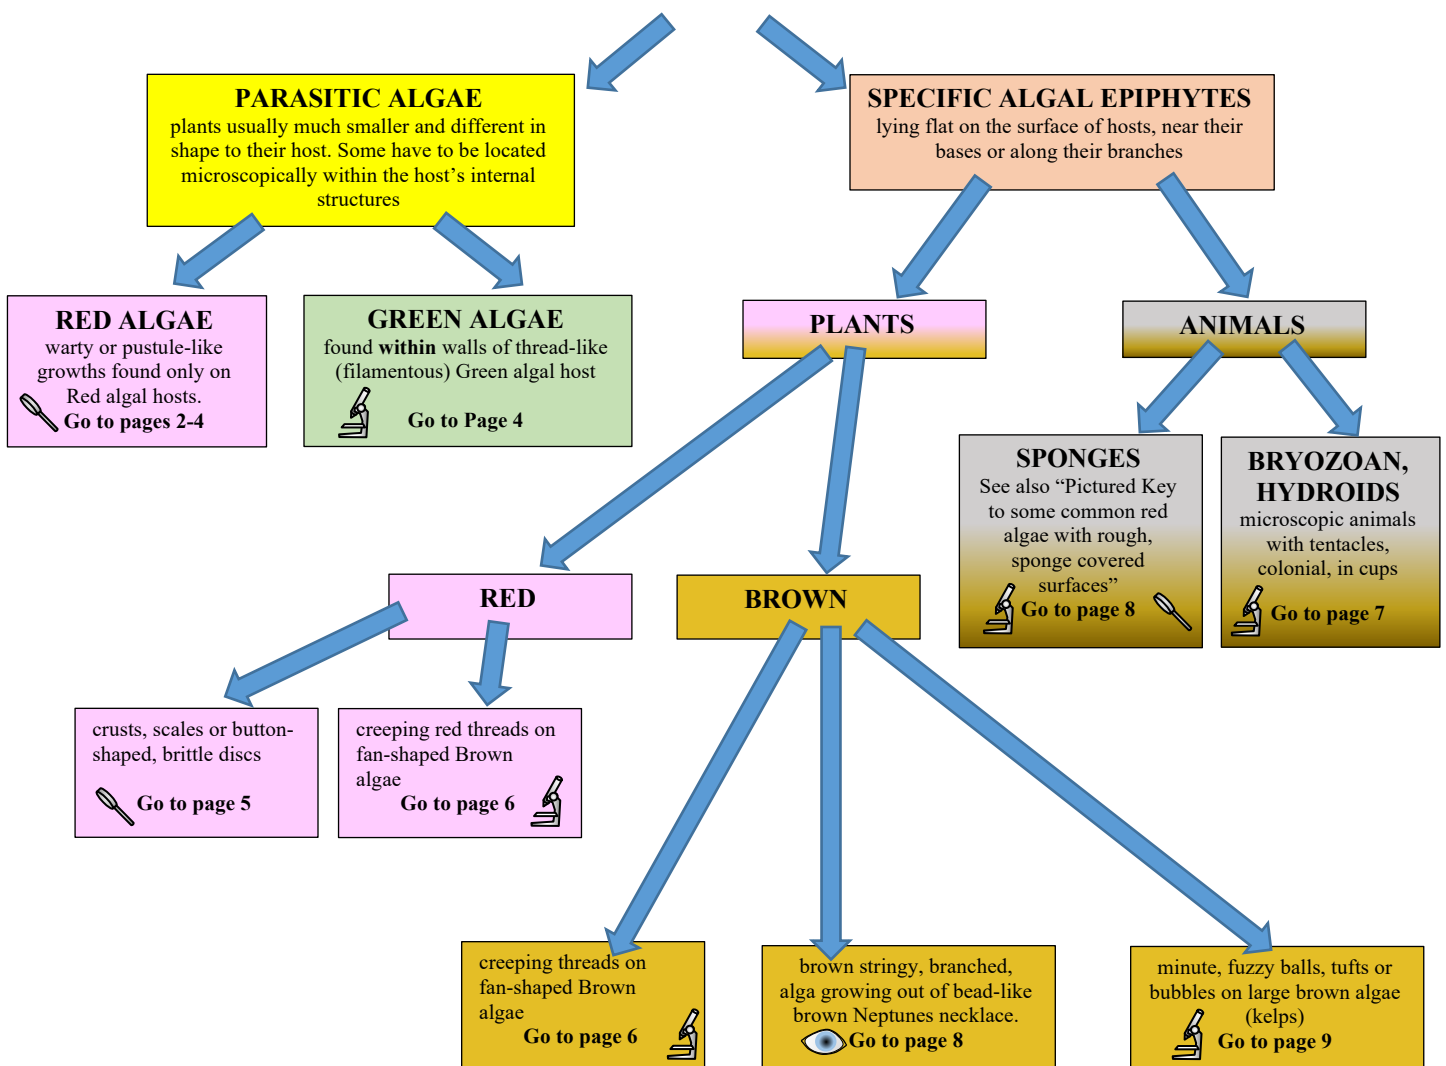 PARASITIC ALGAE
plants usually much smaller and different in
shape to their host. Some have to be located
microscopically within the host's internal
structures
SPECIFIC ALGAL EPIPHYTES
lying flat on the surface of hosts, near their
bases or along their branches
RED ALGAE
warty or pustule-like
growths found only on
Red algal hosts.
Go to pages 2-4
GREEN ALGAE
found within walls of thread-like
(filamentous) Green algal host
Go to Page 4
PLANTS
ANIMALS
SPONGES
See also “Pictured Key
to some common red
algae with rough,
sponge covered
surfaces”
Go to page 8
BRYOZOAN,
HYDROIDS
microscopic animals
with tentacles,
colonial, in cups
Go to page 7
RED
BROWN
crusts, scales or button-
shaped, brittle discs
Go to page 5
creeping red threads on
fan-shaped Brown
algae
Go to page 6
creeping threads on
fan-shaped Brown
algae
Go to page 6
brown stringy, branched,
alga growing out of bead-like
brown Neptunes necklace.
Go to page 8
minute, fuzzy balls, tufts or
bubbles on large brown algae
(kelps)
Go to page 9